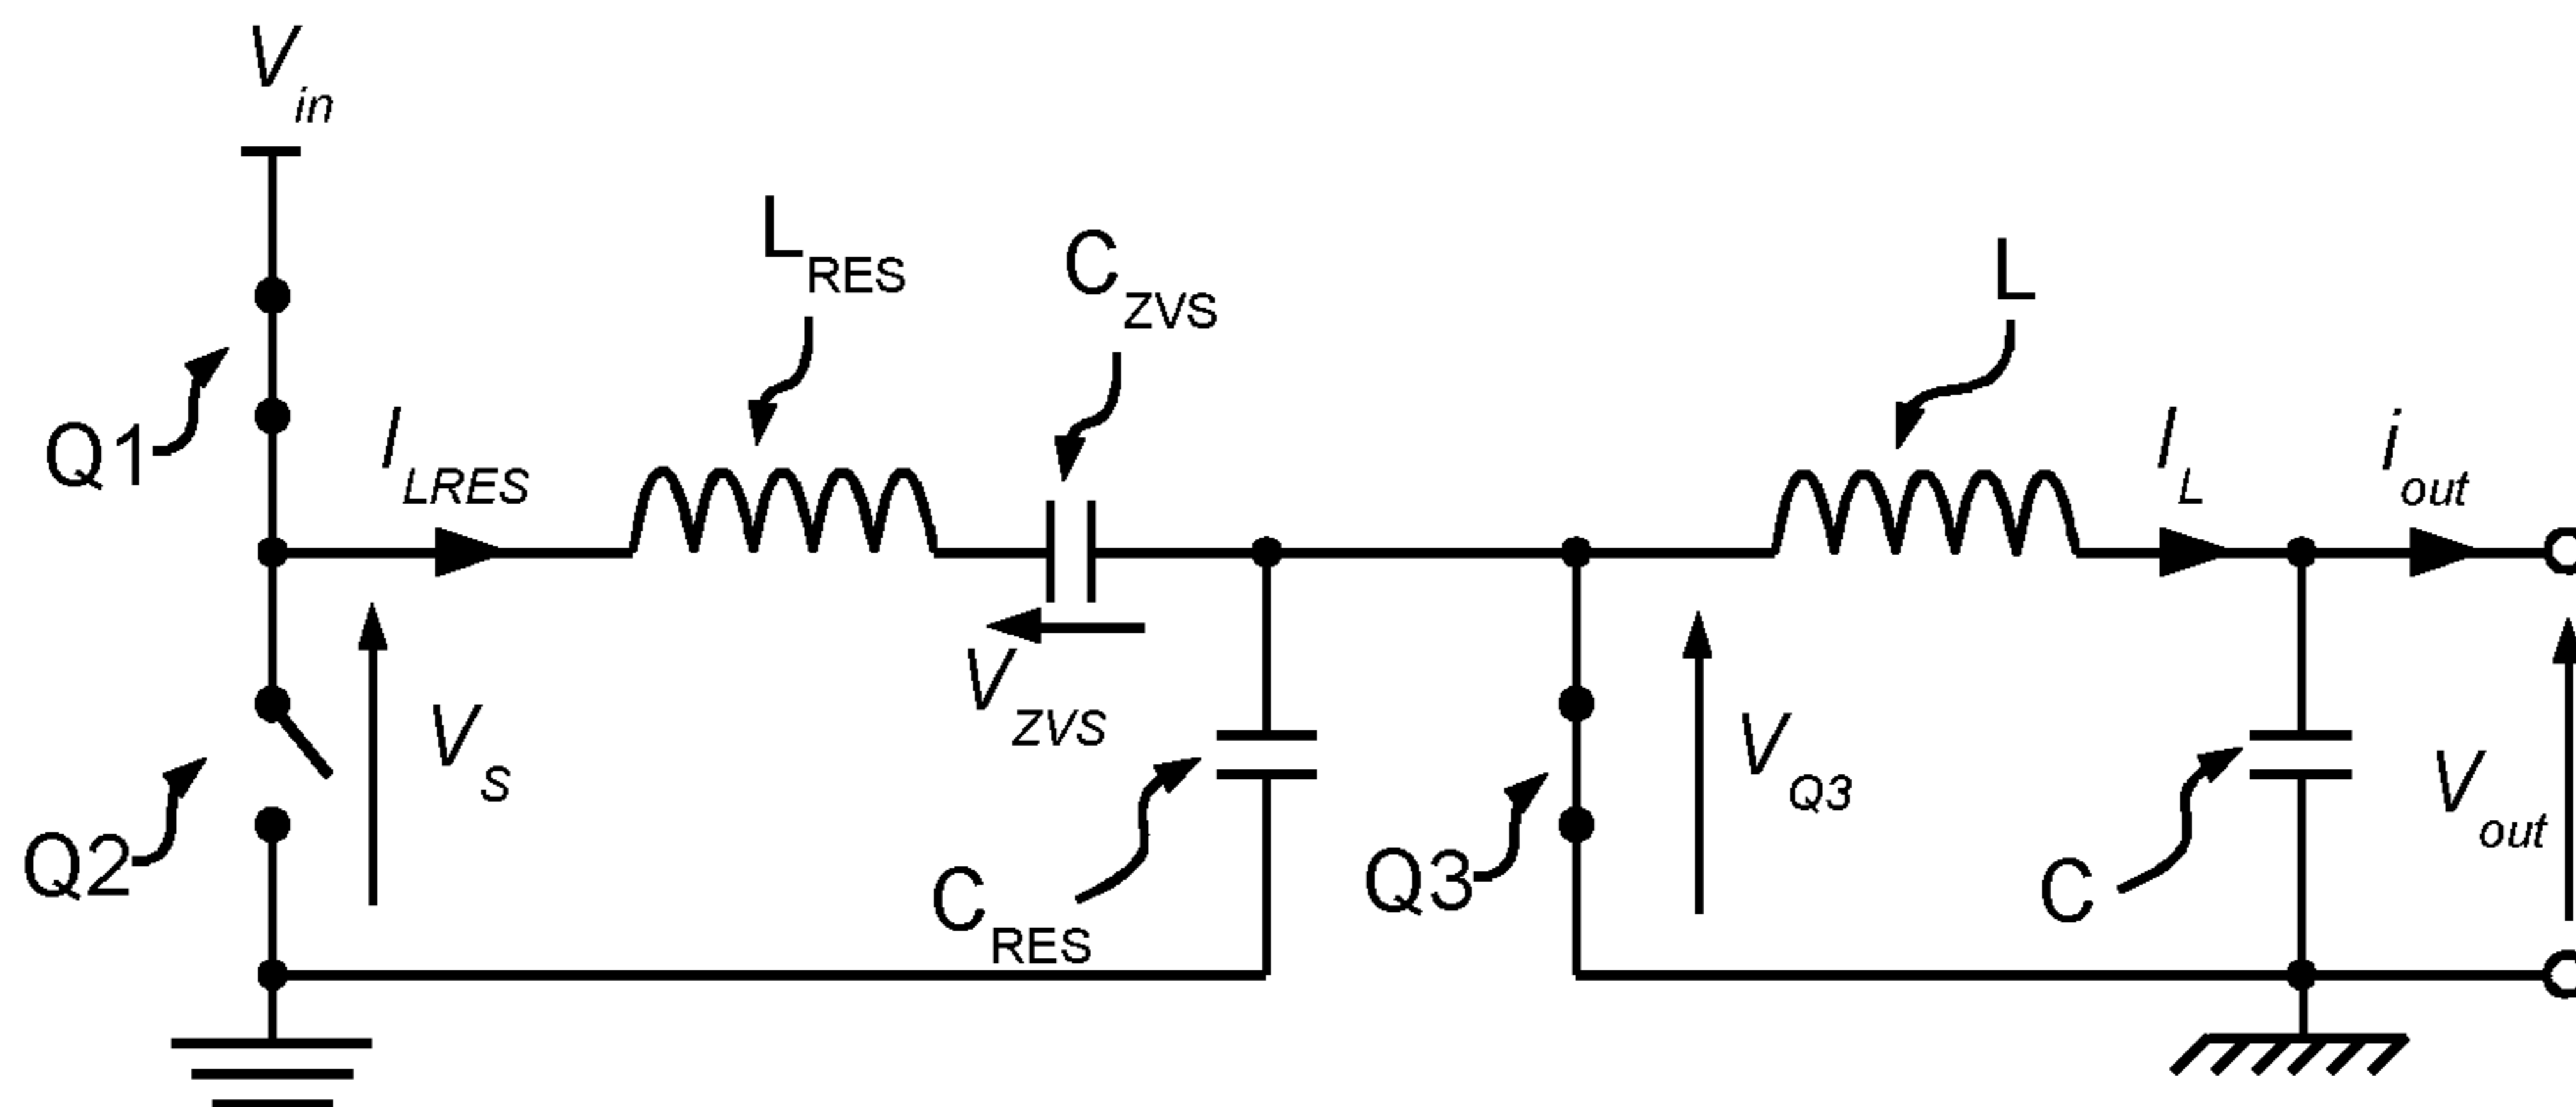 Vin
LRES
CZVS
L
Q1
ILRES
IL
iout
VZVS
Q2
VS
CRES
Q3
VQ3
C
Vout